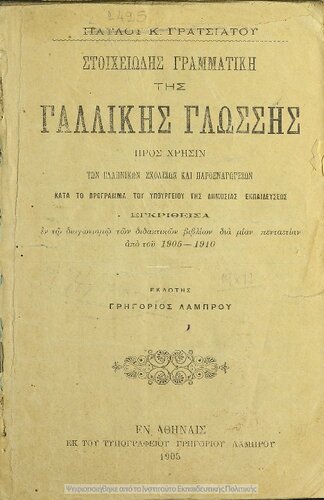 2495
ΠΑΥΛΟΥ Κ. ΓΡΑΤΣΙΑΤΟΥ
ΣΤΟΙΧΕΙΩΔΗΣ ΓΡΑΜΜΑΤΙΚΗ
ΤΗΣ
ΓΑΛΛΙΚΗΣ ΓΛΩΣΣΗΣ
ΠΡΟΣ ΧΡΗΣΙΝ
ΤΩΝ ΕΛΛΗΝΙΚΩΝ ΣΧΟΛΕΙΩΝ ΚΑΙ ΠΑΡΘΕΝΑΓΩΓΕΙΩΝ
ΚΑΤΑ ΤΟ ΠΡΟΓΡΑΜΜΑ ΤΟΥ ΥΠΟΥΡΓΕΙΟΥ ΤΗΣ ΔΗΜΟΣΙΑΣ ΕΚΠΑΙΔΕΥΣΕΩΣ
ΕΓΚΡΙΘΕΙΣΑ
ἐν τῷ διαγωνισμῷ τῶν διδακτικῶν βιβλίων διὰ μίαν πενταετίαν
ἀπὸ τοῦ 1905—1910
ΕΚΔΟΤΗΣ
ΓΡΗΓΟΡΙΟΣ ΛΑΜΠΡΟΥ
ΕΝ ΑΘΗΝΑΙΣ
ΕΚ ΤΟΥ ΤΥΠΟΓΡΑΦΕΙΟΥ ΓΡΗΓΟΡΙΟΥ ΛΑΜΠΡΟΥ
1905
Ψηφιοποιήθηκε από το Ινστιτούτο Εκπαιδευτικής Πολιτικής